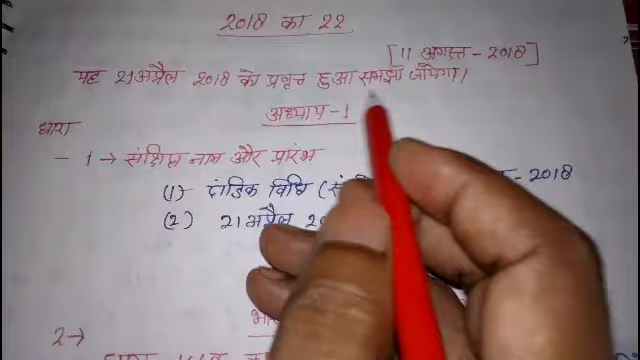 2018 का 22
[11 अगस्त - 2018]
यह 21 अप्रैल 2018 को प्रवृत्त हुआ समझा जायेगा।
अध्याय - 1
धारा
- 1 → संक्षिप्त नाम और प्रारंभ
(1) दांडिक विधि ( - 2018
(2) 21 अप्रैल
2 →